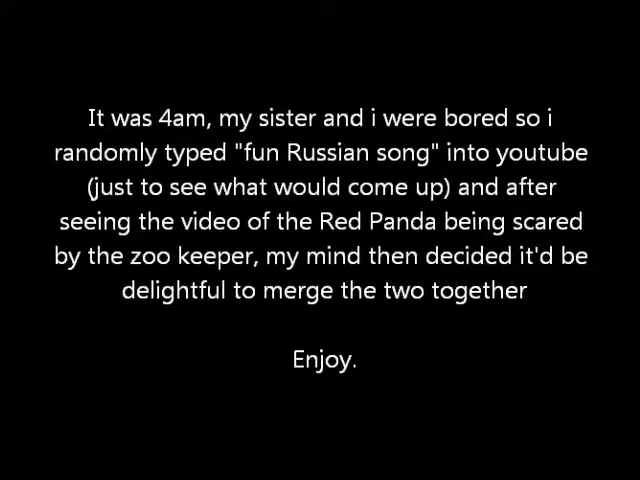 It was 4am, my sister and i were bored so i
randomly typed "fun Russian song" into youtube
(just to see what would come up) and after
seeing the video of the Red Panda being scared
by the zoo keeper, my mind then decided it'd be
delightful to merge the two together
Enjoy.